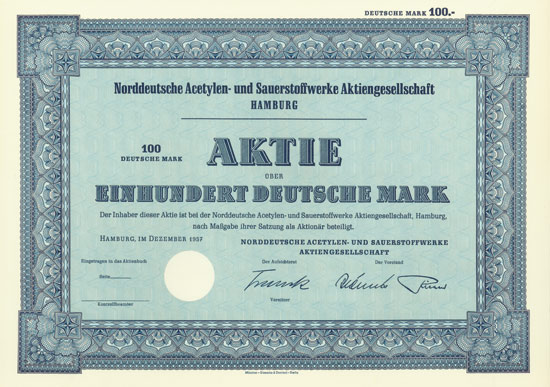 DEUTSCHE MARK 100.-
Norddeutsche Acetylen- und Sauerstoffwerke Aktiengesellschaft
HAMBURG
100
DEUTSCHE MARK
AKTIE
ÜBER
EINHUNDERT DEUTSCHE MARK
Der Inhaber dieser Aktie ist bei der Norddeutsche Acetylen- und Sauerstoffwerke Aktiengesellschaft, Hamburg,
nach Maßgabe ihrer Satzung als Aktionär beteiligt.
HAMBURG, IM DEZEMBER 1957
NORDDEUTSCHE ACETYLEN- UND SAUERSTOFFWERKE
AKTIENGESELLSCHAFT
Eingetragen in das Aktienbuch
Der Aufsichtsrat
Der Vorstand
Seite
Vorsitzer
Kontrollbeamter